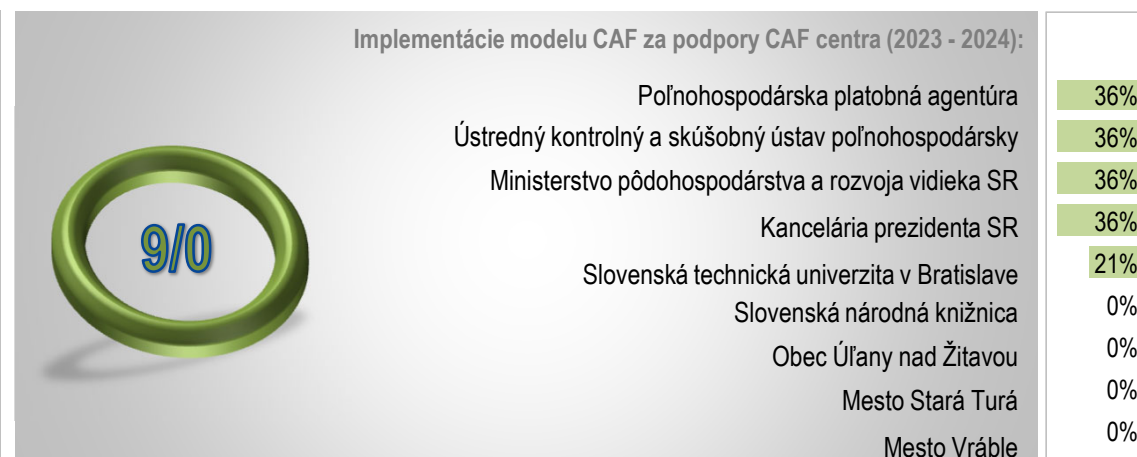 Implementácie modelu CAF za podpory CAF centra (2023 - 2024):
Poľnohospodárska platobná agentúra 36%
Ústredný kontrolný a skúšobný ústav poľnohospodársky 36%
Ministerstvo pôdohospodárstva a rozvoja vidieka SR 36%
Kancelária prezidenta SR 36%
9/0
Slovenská technická univerzita v Bratislave 21%
Slovenská národná knižnica 0%
Obec Úľany nad Žitavou 0%
Mesto Stará Turá 0%
Mesto Vráble 0%